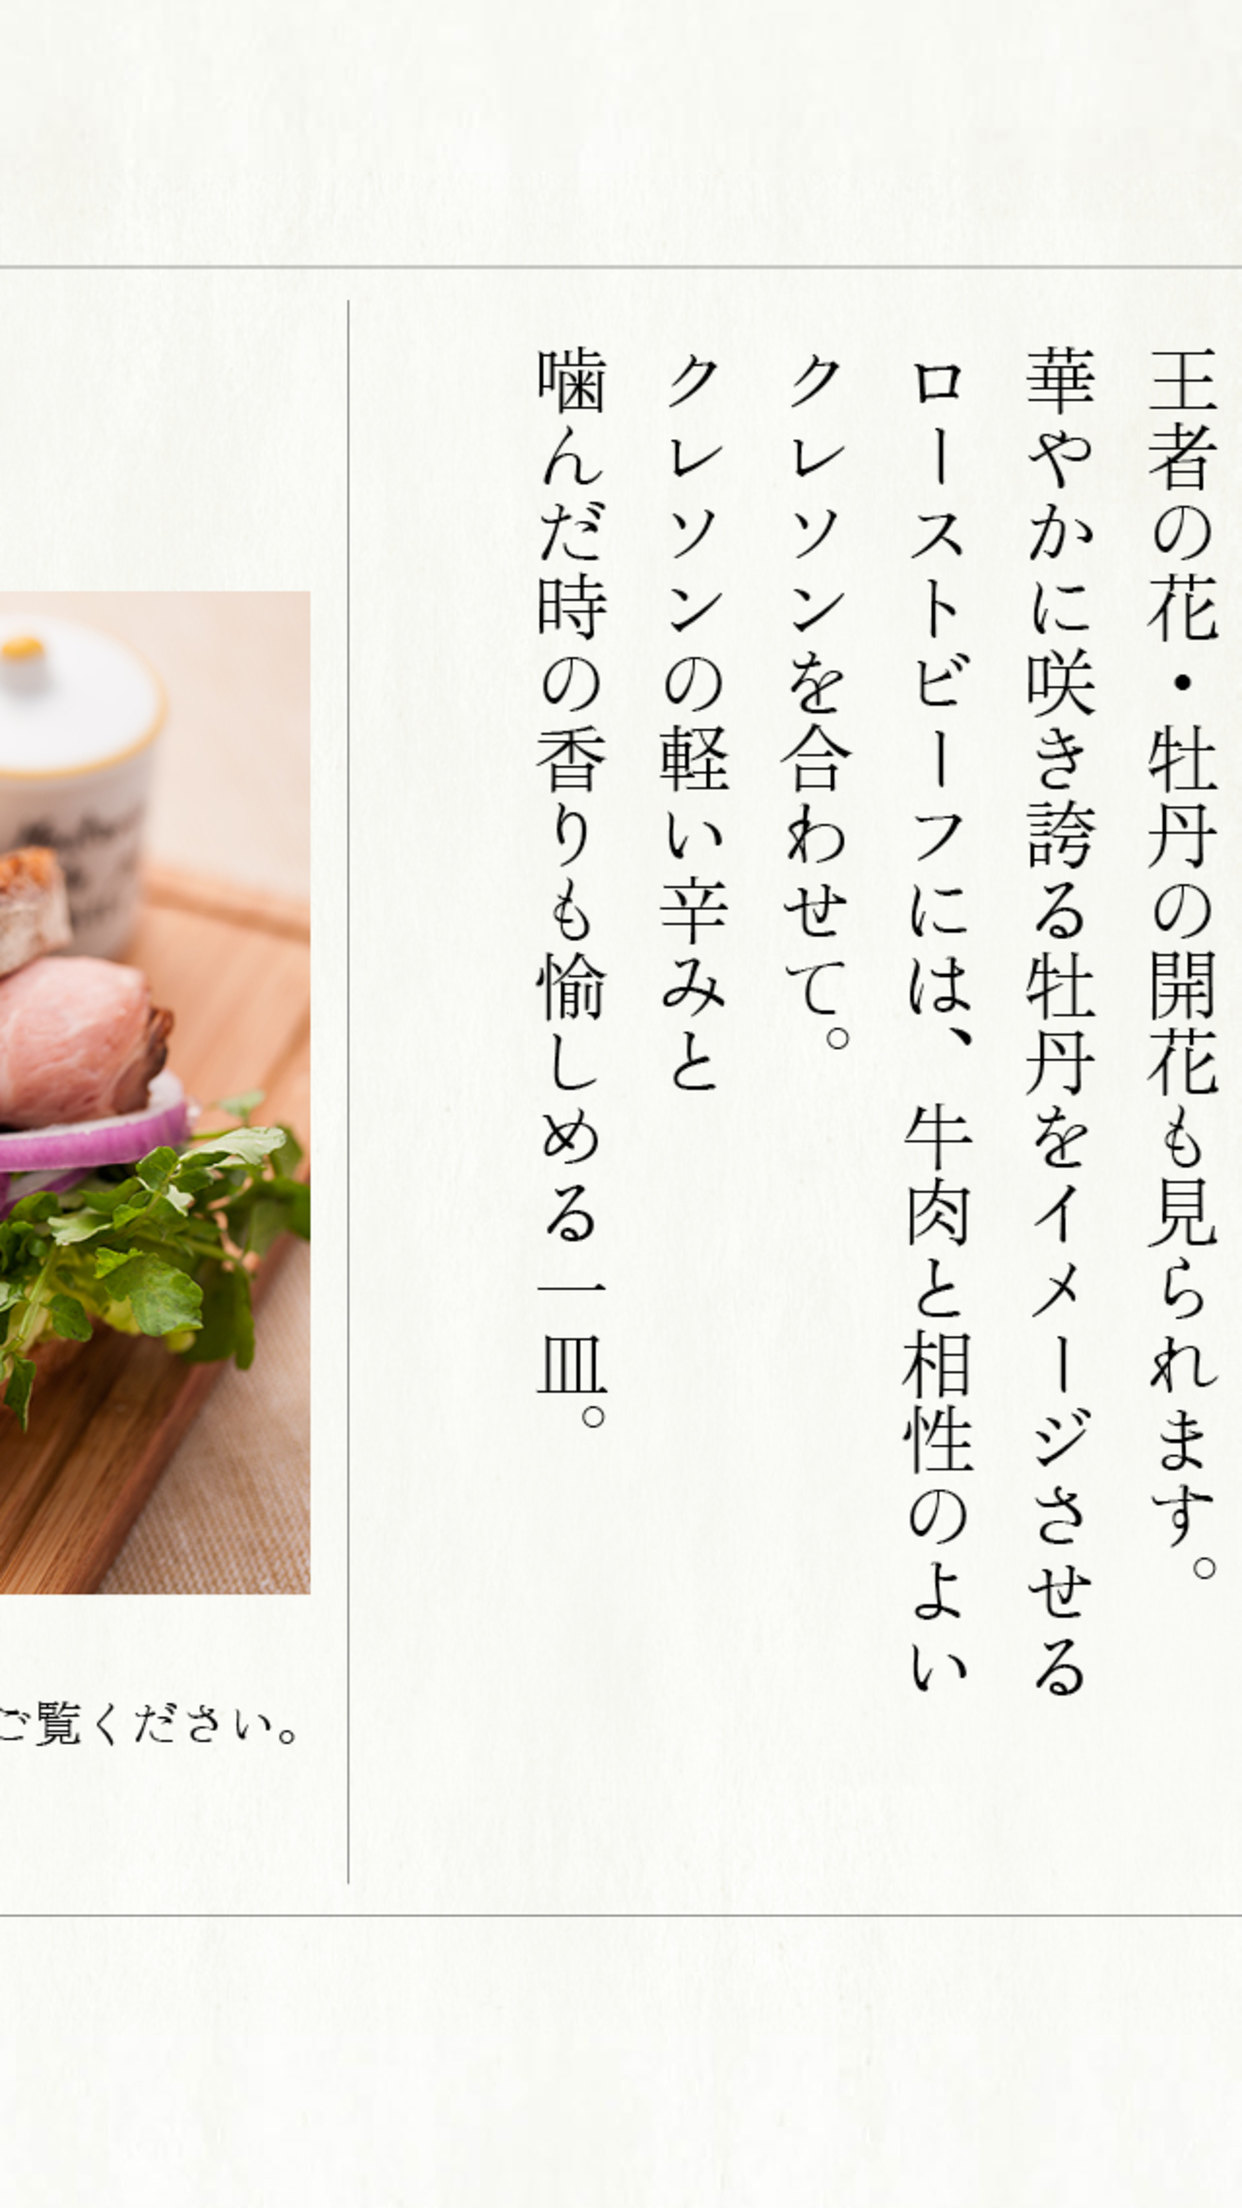 王者の花・牡丹の開花も見られます。
華やかに咲き誇る牡丹をイメージさせる
ローストビーフには、牛肉と相性のよい
クレソンを合わせて。
クレソンの軽い辛みと
噛んだ時の香りも愉しめる一皿。
ご覧ください。